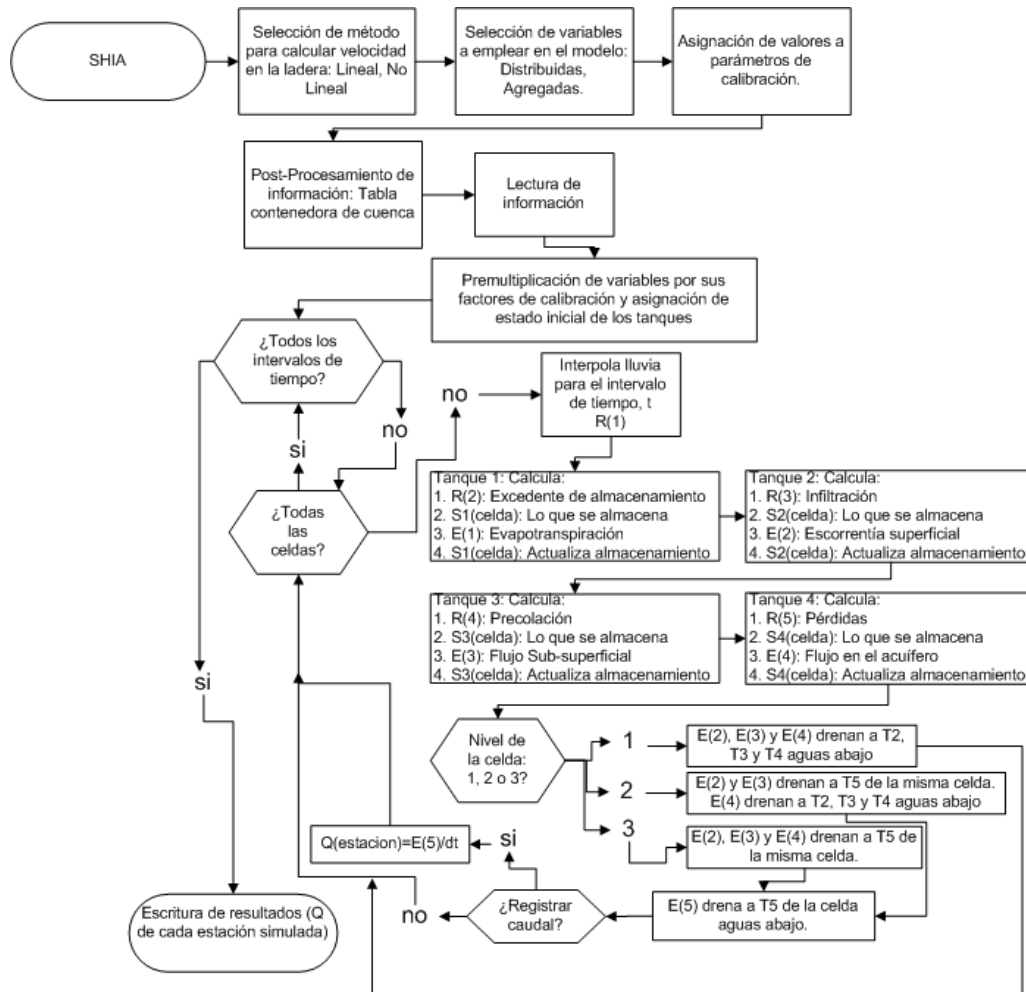 SHIA
Selección de método
para calcular velocidad
en la ladera: Lineal, No
Lineal
Selección de variables
a emplear en el modelo:
Distribuidas,
Agregadas.
Asignación de valores a
parámetros de
calibración.
Post-Procesamiento de
información: Tabla
contenedora de cuenca
Lectura de
información
Premultiplicación de variables por sus
factores de calibración y asignación de
estado inicial de los tanques
¿Todos los
intervalos de
tiempo?
no
si
¿Todas
las
celdas?
no
Interpola lluvia
para el intervalo
de tiempo, t
R(1)
Tanque 1: Calcula:
1. R(2): Excedente de almacenamiento
2. S1(celda): Lo que se almacena
3. E(1): Evapotranspiración
4. S1(celda): Actualiza almacenamiento
Tanque 2: Calcula:
1. R(3): Infiltración
2. S2(celda): Lo que se almacena
3. E(2): Escorrentía superficial
4. S2(celda): Actualiza almacenamiento
Tanque 3: Calcula:
1. R(4): Precolación
2. S3(celda): Lo que se almacena
3. E(3): Flujo Sub-superficial
4. S3(celda): Actualiza almacenamiento
Tanque 4: Calcula:
1. R(5): Pérdidas
2. S4(celda): Lo que se almacena
3. E(4): Flujo en el acuífero
4. S4(celda): Actualiza almacenamiento
si
Nivel de
la celda:
1, 2 o 3?
1
E(2), E(3) y E(4) drenan a T2,
T3 y T4 aguas abajo
2
E(2) y E(3) drenan a T5 de la misma celda.
E(4) drenan a T2, T3 y T4 aguas abajo
3
E(2), E(3) y E(4) drenan a T5 de
la misma celda.
E(5) drena a T5 de la celda
aguas abajo.
¿Registrar
caudal?
si
Q(estacion)=E(5)/dt
no
Escritura de resultados (Q
de cada estación simulada)